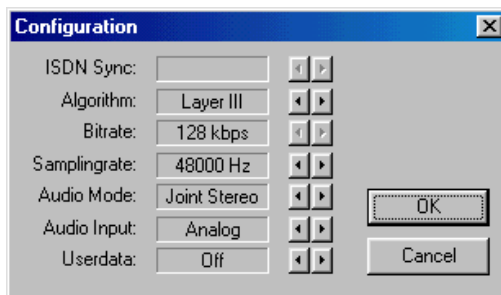 Configuration
ISDN Sync:
Algorithm: Layer III
Bitrate: 128 kbps
Samplingrate: 48000 Hz
Audio Mode: Joint Stereo
Audio Input: Analog
Userdata: Off
OK
Cancel